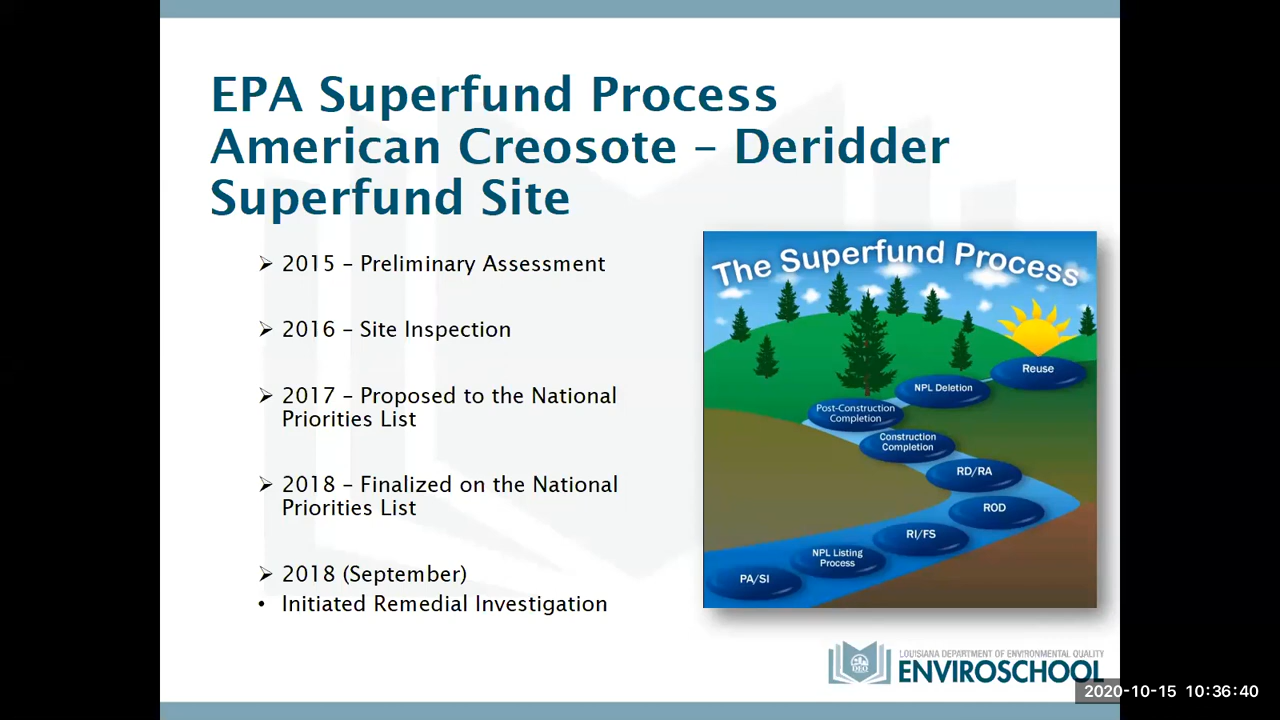 EPA Superfund Process
American Creosote – Deridder
Superfund Site
➢ 2015 – Preliminary Assessment
➢ 2016 – Site Inspection
➢ 2017 – Proposed to the National
Priorities List
➢ 2018 – Finalized on the National
Priorities List
➢ 2018 (September)
• Initiated Remedial Investigation
The Superfund Process
Reuse
NPL Deletion
Post-Construction
Completion
Construction
Completion
RD/RA
ROD
RI/FS
NPL Listing
Process
PA/SI
DEQ
LOUISIANA DEPARTMENT OF ENVIRONMENTAL QUALITY
ENVIROSCHOOL
2020-10-15 10:36:40